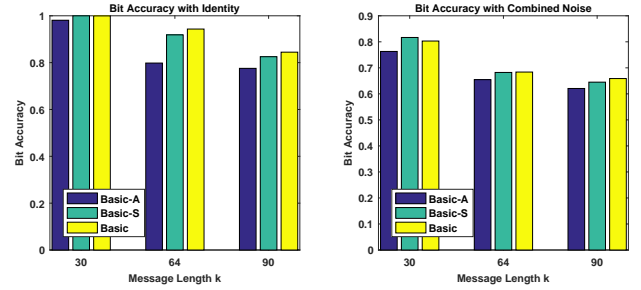 Bit Accuracy with Identity
1
0.8
0.6
0.4
0.2
0
Bit Accuracy
Basic-A
Basic-S
Basic
30 64 90
Message Length k
Bit Accuracy with Combined Noise
0.9
0.8
0.7
0.6
0.5
0.4
0.3
0.2
0.1
0
Bit Accuracy
Basic-A
Basic-S
Basic
30 64 90
Message Length k